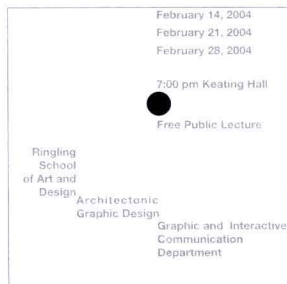 February 14, 2004
February 21, 2004
February 28, 2004
7:00 pm Keating Hall
Free Public Lecture
Ringling
School
of Art and
Design
Architectonic
Graphic Design
Graphic and Interactive
Communication
Department